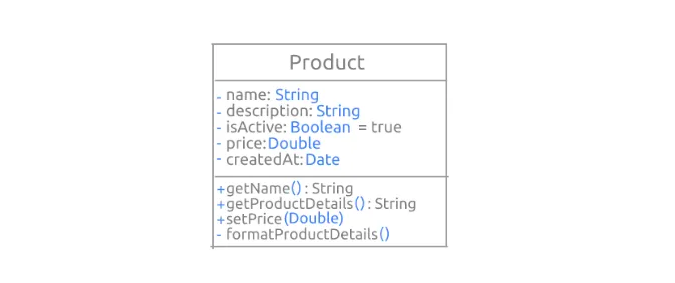 Product
- name: String
- description: String
- isActive: Boolean = true
- price:Double
- createdAt:Date
+getName() : String
+getProductDetails() : String
+setPrice(Double)
- formatProductDetails()